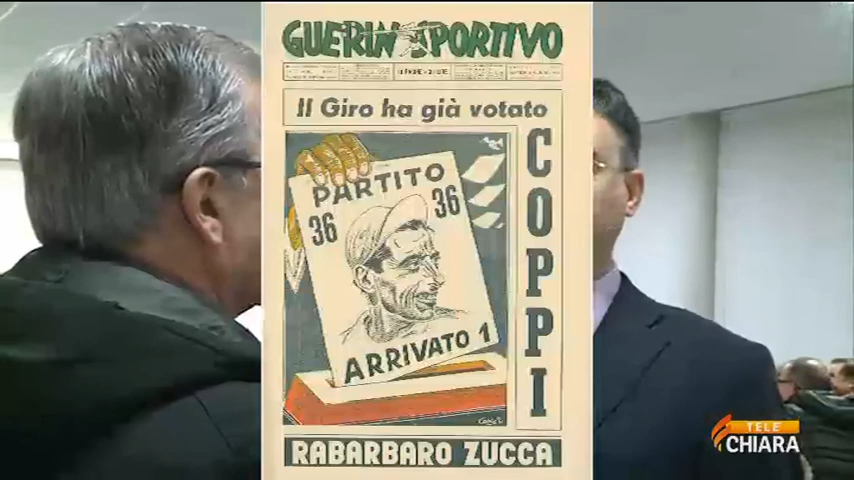 GUERIN SPORTIVO
Il Giro ha già votato
PARTITO
36 36
ARRIVATO 1
COPPI
RABARBARO ZUCCA
TELE
CHIARA